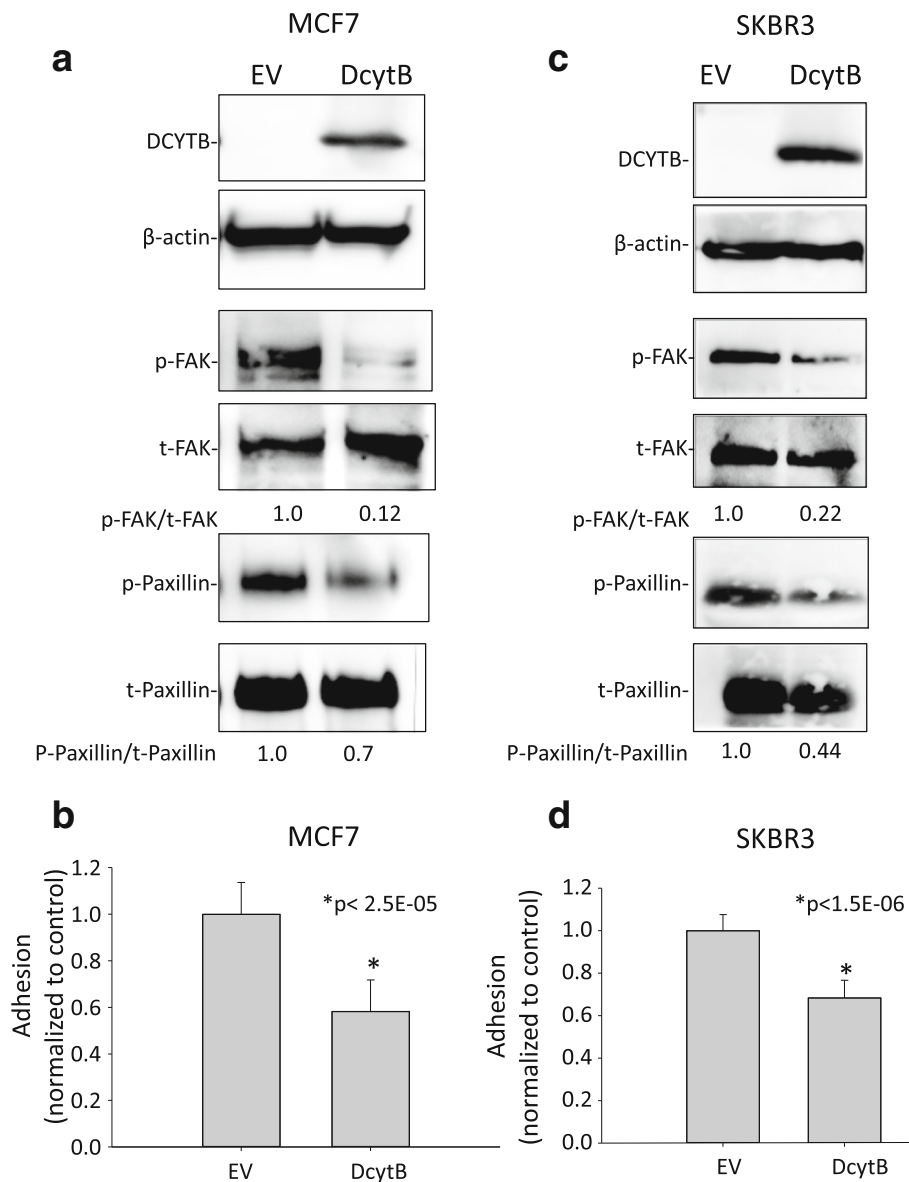 MCF7
a
EV DcytB
DCYTB-
β-actin-
p-FAK-
t-FAK-
p-FAK/t-FAK 1.0 0.12
p-Paxillin-
t-Paxillin-
P-Paxillin/t-Paxillin 1.0 0.7
SKBR3
c
EV DcytB
DCYTB-
β-actin-
p-FAK-
t-FAK-
p-FAK/t-FAK 1.0 0.22
p-Paxillin-
t-Paxillin-
P-Paxillin/t-Paxillin 1.0 0.44
b
MCF7
Adhesion
(normalized to control)
1.2
1.0
0.8
0.6
0.4
0.2
0.0
*p< 2.5E-05
*
EV DcytB
d
SKBR3
Adhesion
(normalized to control)
1.2
1.0
0.8
0.6
0.4
0.2
0.0
*p<1.5E-06
*
EV DcytB